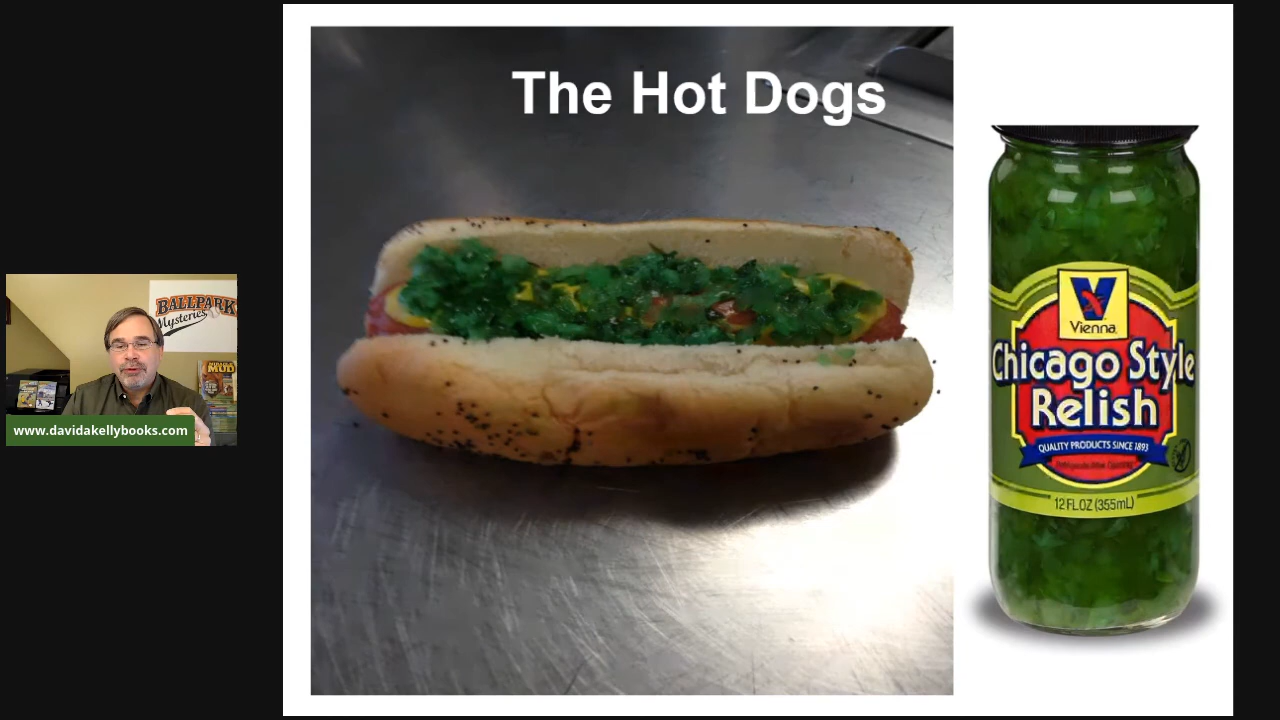 The Hot Dogs
Vienna
Chicago Style
Relish
QUALITY PRODUCTS SINCE 1893
12 FL OZ (355mL)
BALLPARK
Mysteries
MUD
www.davidakellybooks.com